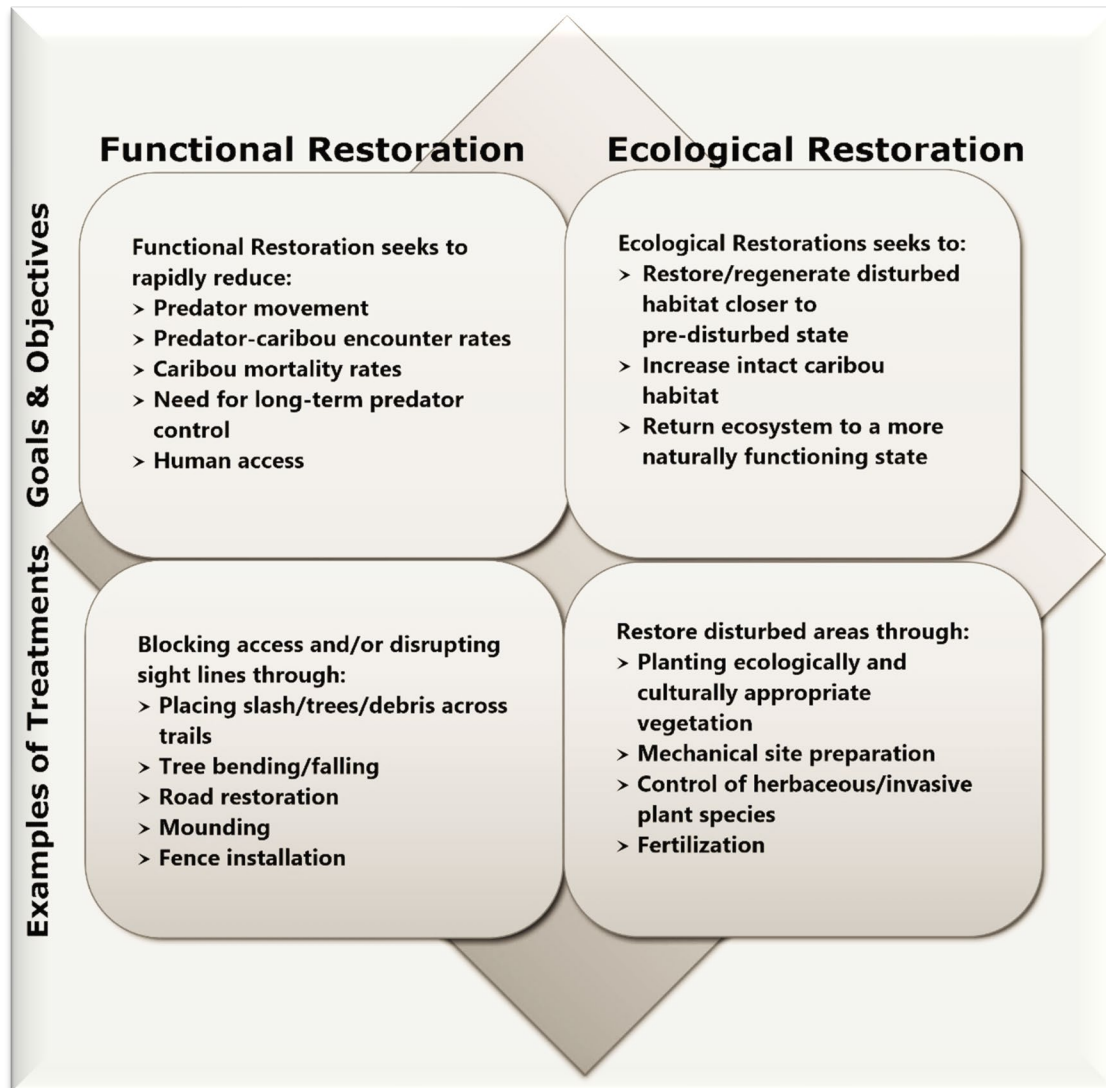 Functional Restoration
Ecological Restoration
Goals & Objectives
Functional Restoration seeks to
rapidly reduce:
➢ Predator movement
➢ Predator-caribou encounter rates
➢ Caribou mortality rates
➢ Need for long-term predator
control
➢ Human access
Ecological Restorations seeks to:
➢ Restore/regenerate disturbed
habitat closer to
pre-disturbed state
➢ Increase intact caribou
habitat
➢ Return ecosystem to a more
naturally functioning state
Examples of Treatments
Blocking access and/or disrupting
sight lines through:
➢ Placing slash/trees/debris across
trails
➢ Tree bending/falling
➢ Road restoration
➢ Mounding
➢ Fence installation
Restore disturbed areas through:
➢ Planting ecologically and
culturally appropriate
vegetation
➢ Mechanical site preparation
➢ Control of herbaceous/invasive
plant species
➢ Fertilization